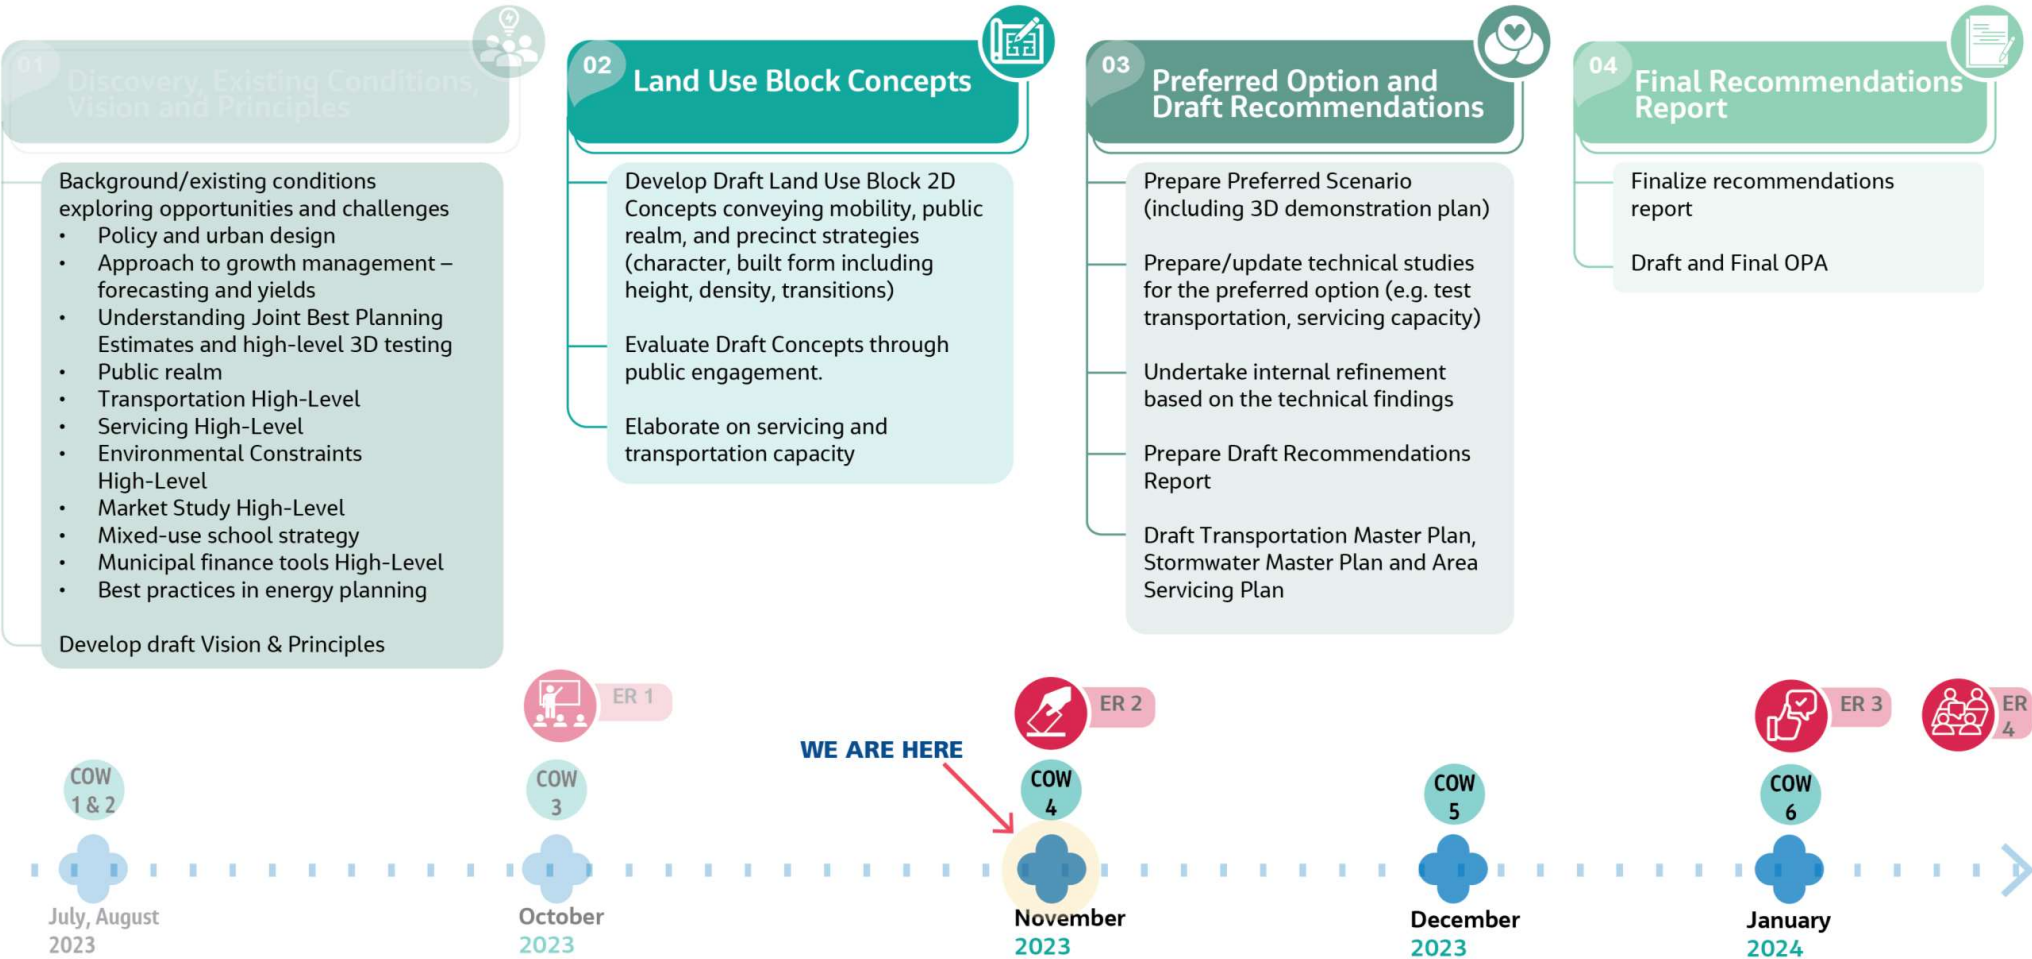 01
Discovery, Existing Conditions,
Vision and Principles
Background/existing conditions
exploring opportunities and challenges
• Policy and urban design
• Approach to growth management –
forecasting and yields
• Understanding Joint Best Planning
Estimates and high-level 3D testing
• Public realm
• Transportation High-Level
• Servicing High-Level
• Environmental Constraints
High-Level
• Market Study High-Level
• Mixed-use school strategy
• Municipal finance tools High-Level
• Best practices in energy planning
Develop draft Vision & Principles
02
Land Use Block Concepts
Develop Draft Land Use Block 2D
Concepts conveying mobility, public
realm, and precinct strategies
(character, built form including
height, density, transitions)
Evaluate Draft Concepts through
public engagement.
Elaborate on servicing and
transportation capacity
03
Preferred Option and
Draft Recommendations
Prepare Preferred Scenario
(including 3D demonstration plan)
Prepare/update technical studies
for the preferred option (e.g. test
transportation, servicing capacity)
Undertake internal refinement
based on the technical findings
Prepare Draft Recommendations
Report
Draft Transportation Master Plan,
Stormwater Master Plan and Area
Servicing Plan
04
Final Recommendations
Report
Finalize recommendations
report
Draft and Final OPA
ER 1
ER 2
ER 3
ER
4
WE ARE HERE
COW
1 & 2
COW
3
COW
4
COW
5
COW
6
July, August
2023
October
2023
November
2023
December
2023
January
2024